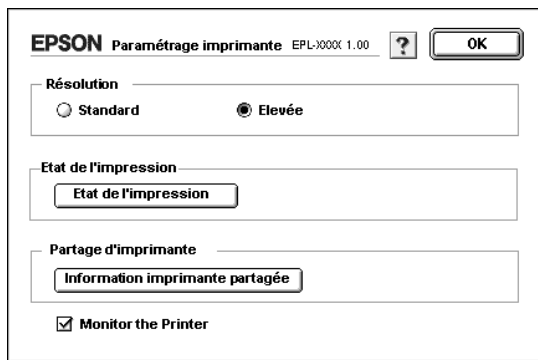 EPSON Paramétrage imprimante EPL-XXXX 1.00 ? OK
Résolution
Standard Elevée
Etat de l'impression
Etat de l'impression
Partage d'imprimante
Information imprimante partagée
Monitor the Printer